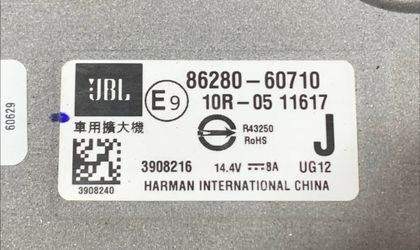 JBL
E9
86280-60710
10R-05 11617
車用擴大機
R43250
RoHS
J
3908216
14.4V ⎓ 8A
UG12
3908240
HARMAN INTERNATIONAL CHINA
60629